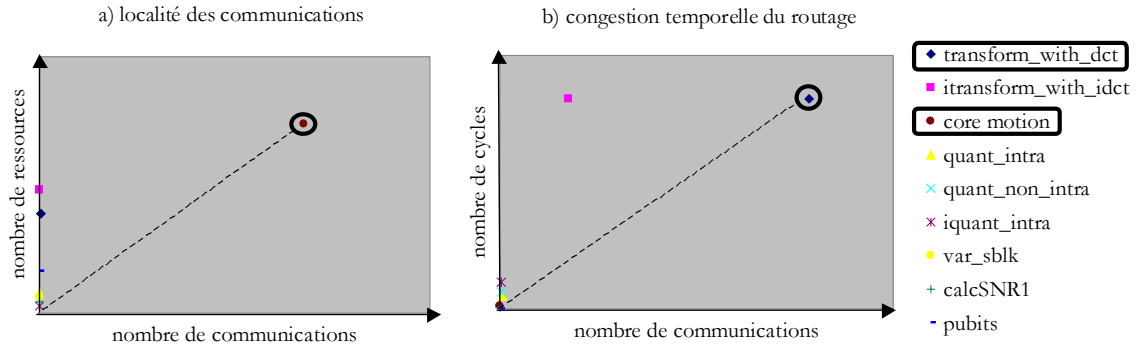 a) localité des communications
b) congestion temporelle du routage
nombre de ressources
nombre de communications
nombre de cycles
nombre de communications
transform_with_dct
itransform_with_idct
core motion
quant_intra
quant_non_intra
iquant_intra
var_sblk
calcSNR1
pubits